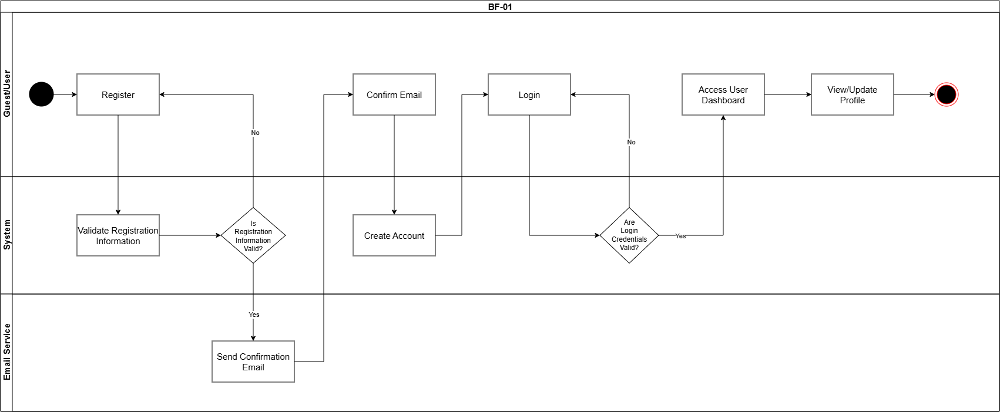 BF-01
Guest/User
Register
No
Confirm Email
Login
No
Access User
Dashboard
View/Update
Profile
System
Validate Registration
Information
Is
Registration
Information
Valid?
Create Account
Are
Login
Credentials
Valid?
Yes
Email Service
Yes
Send Confirmation
Email